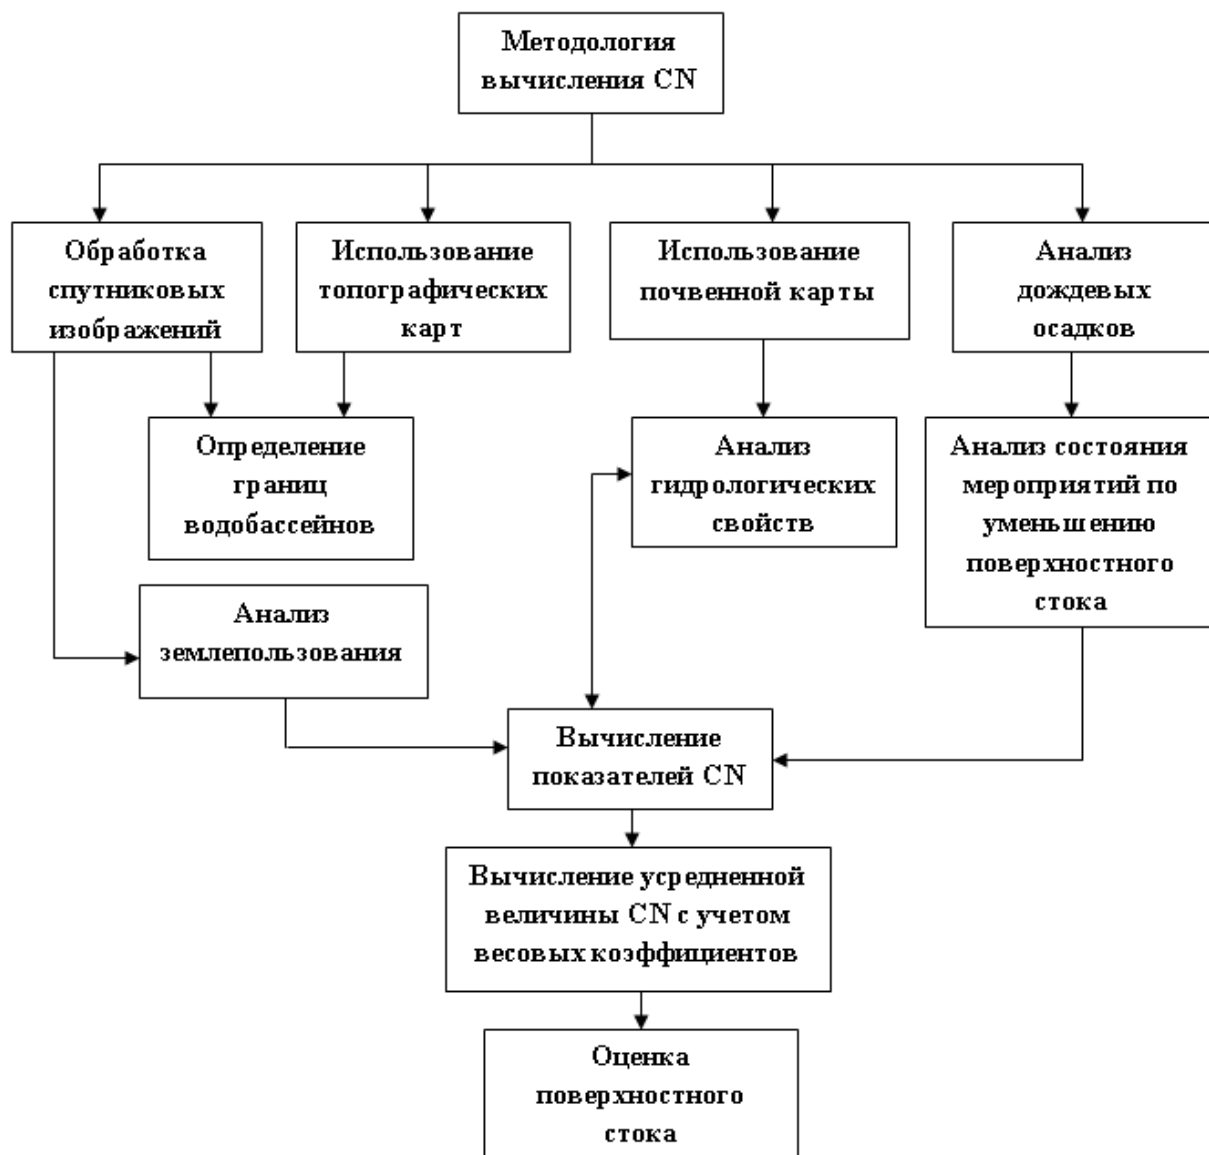 Методология
вычисления CN
Обработка
спутниковых
изображений
Использование
топографических
карт
Использование
почвенной карты
Анализ
дождевых
осадков
Определение
границ
водобассейнов
Анализ
гидрологических
свойств
Анализ состояния
мероприятий по
уменьшению
поверхностного
стока
Анализ
землепользования
Вычисление
показателей CN
Вычисление усредненной
величины CN с учетом
весовых коэффициентов
Оценка
поверхностного
стока